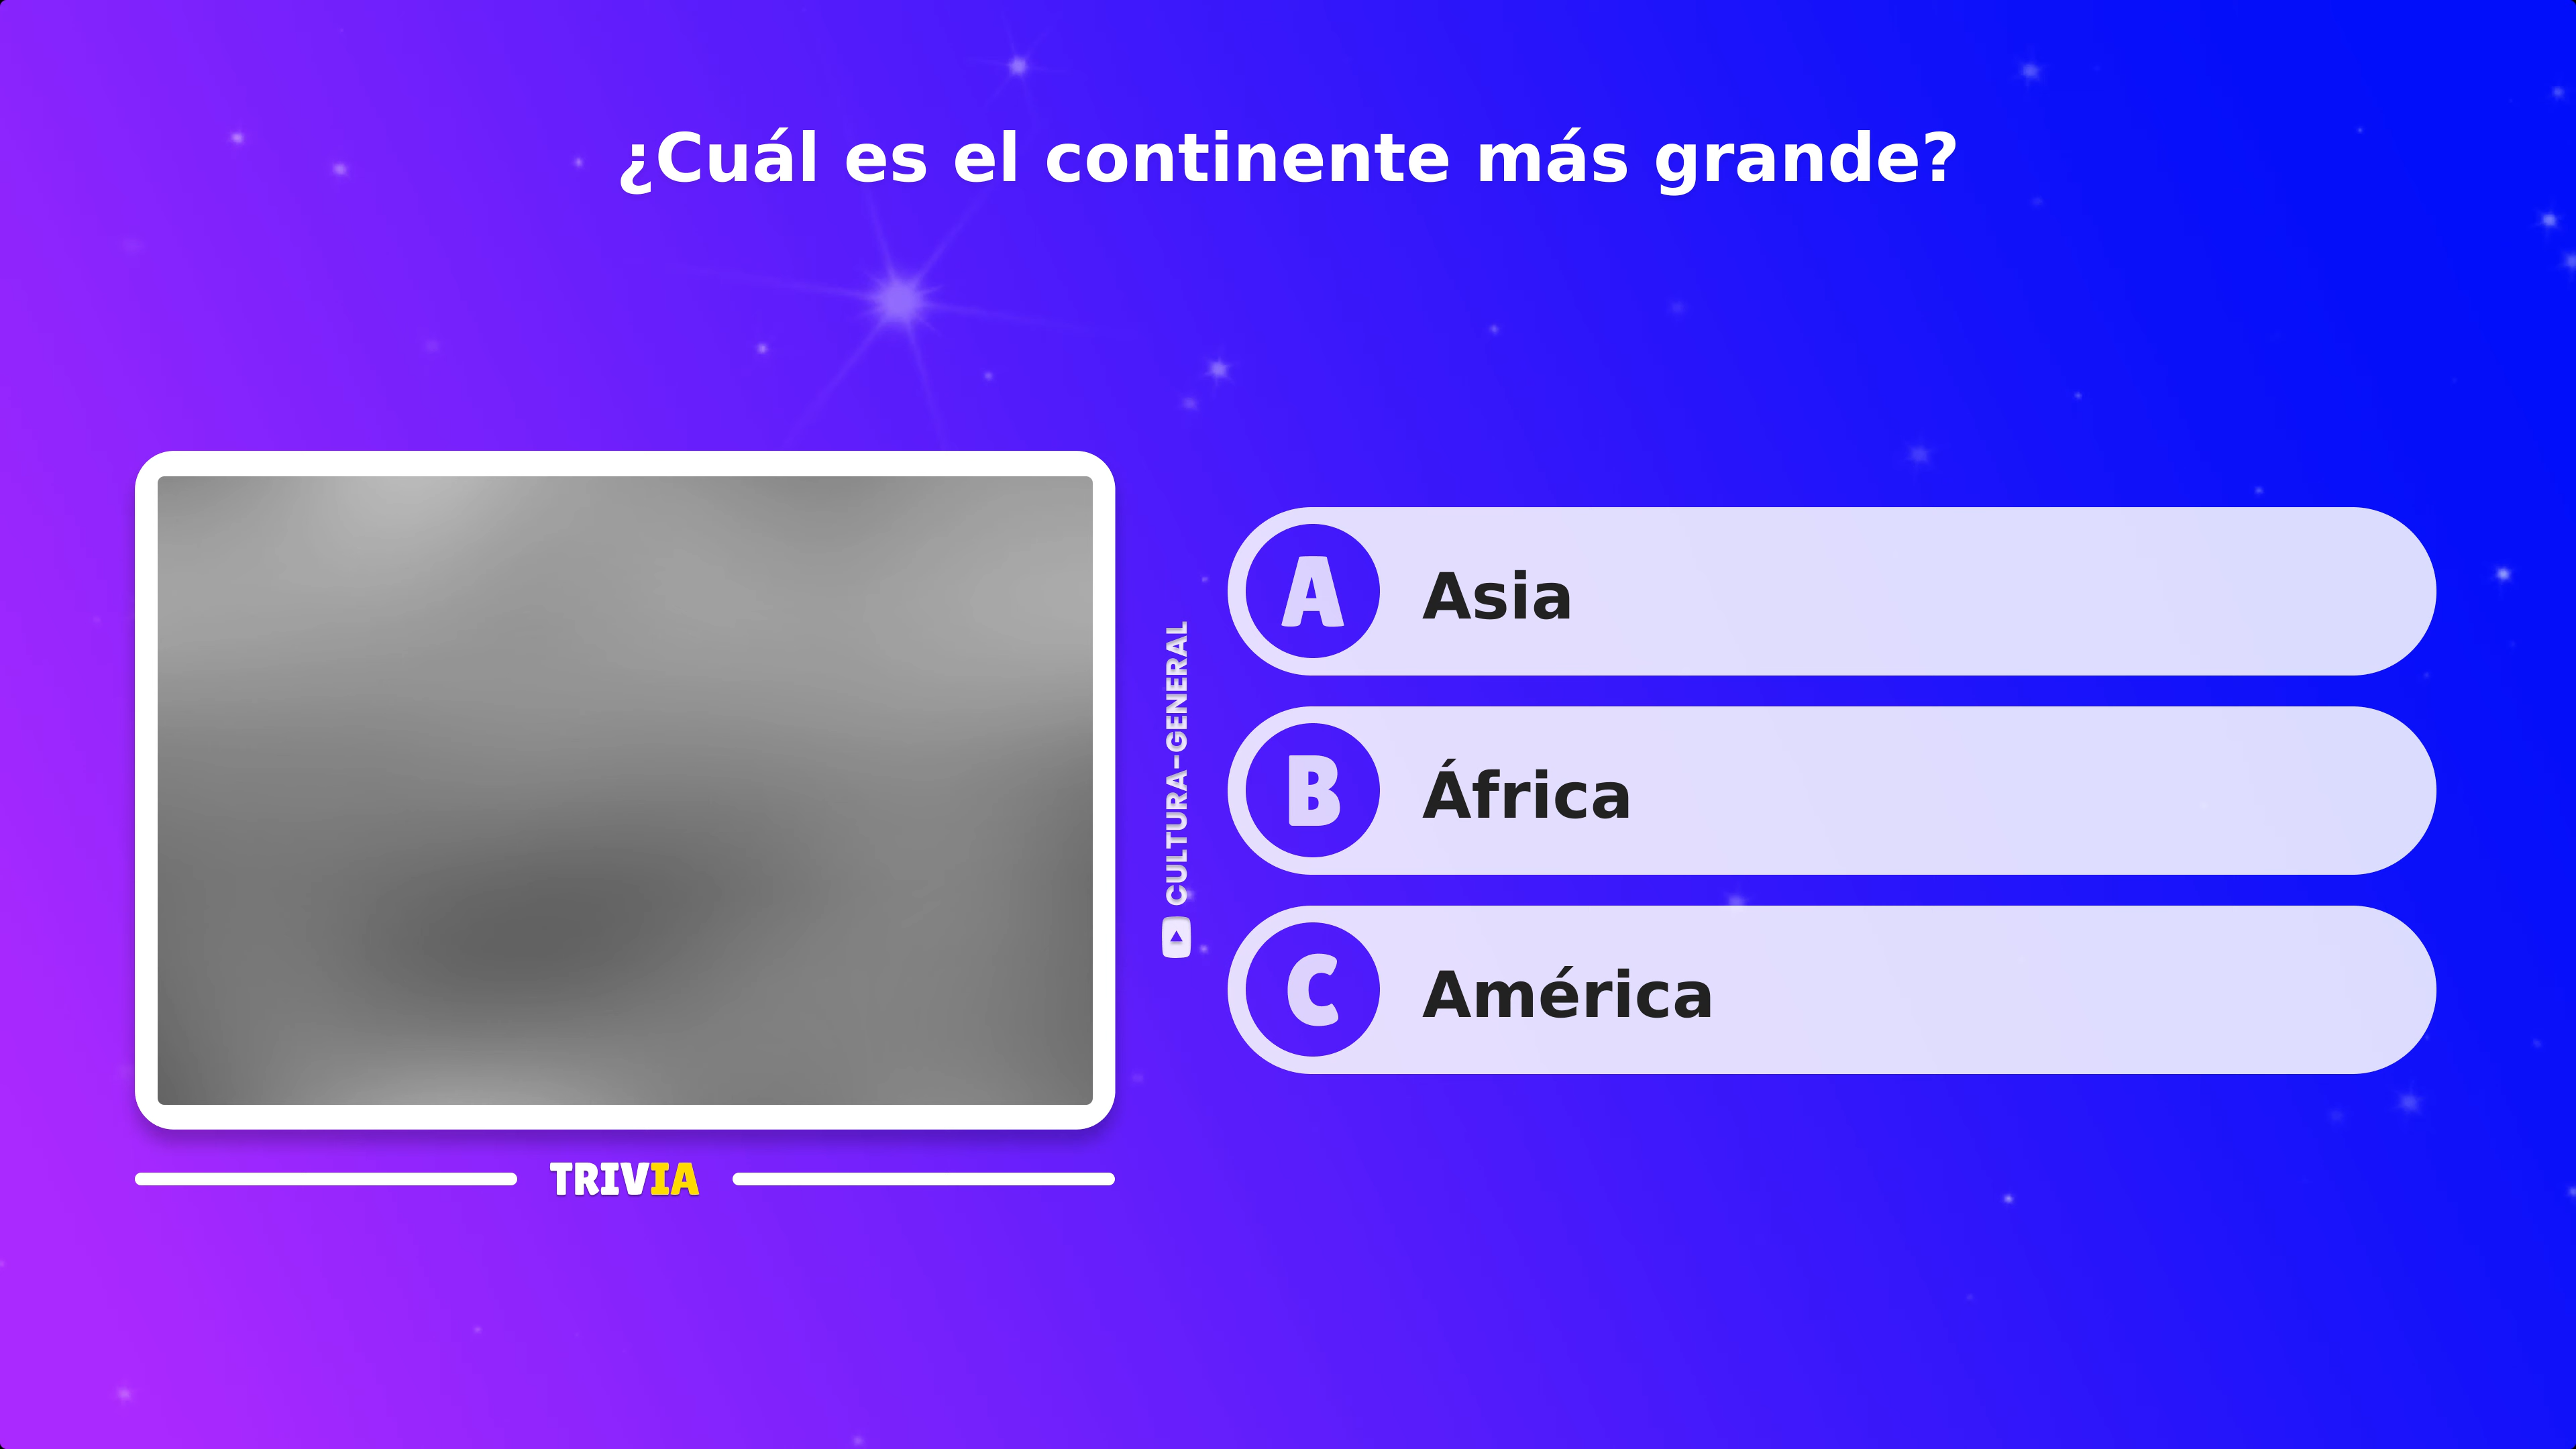 ¿Cuál es el continente más grande?
A Asia
B África
C América
CULTURA-GENERAL
TRIVIA